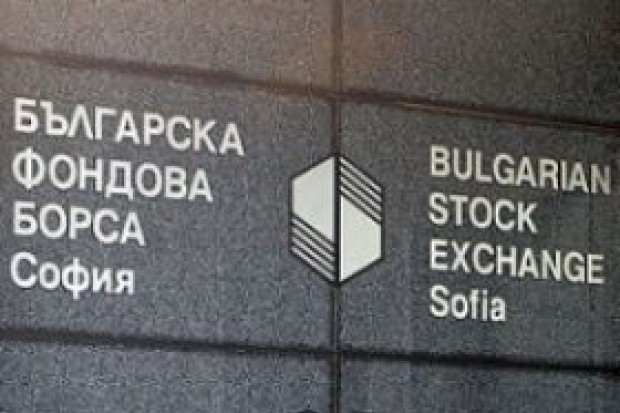 БЪЛГАРСКА
ФОНДОВА
БОРСА
София
BULGARIAN
STOCK
EXCHANGE
Sofia